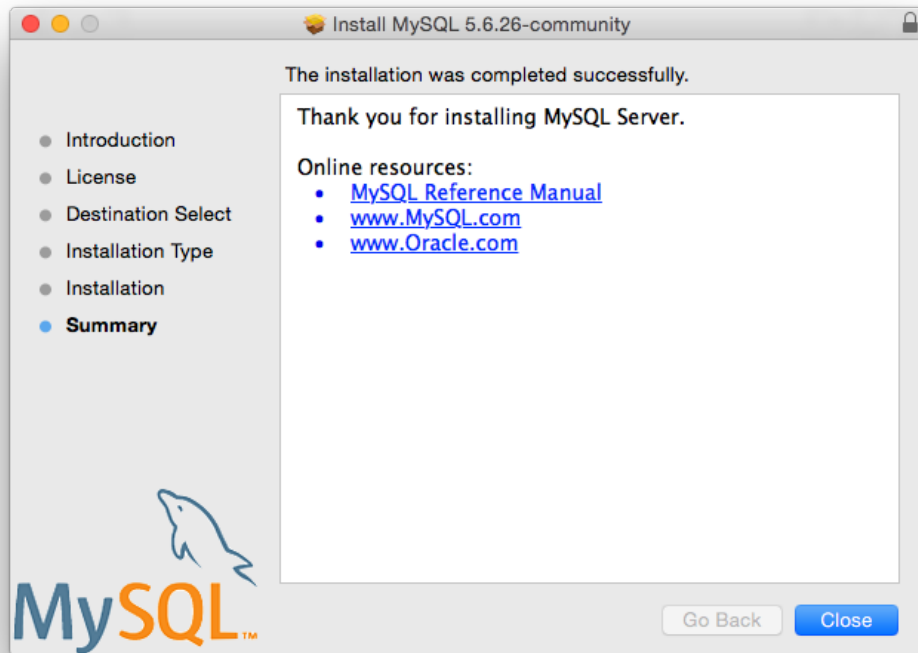 Install MySQL 5.6.26-community
The installation was completed successfully.
Introduction
License
Destination Select
Installation Type
Installation
Summary
Thank you for installing MySQL Server.
Online resources:
• MySQL Reference Manual
• www.MySQL.com
• www.Oracle.com
MySQL™
Go Back
Close